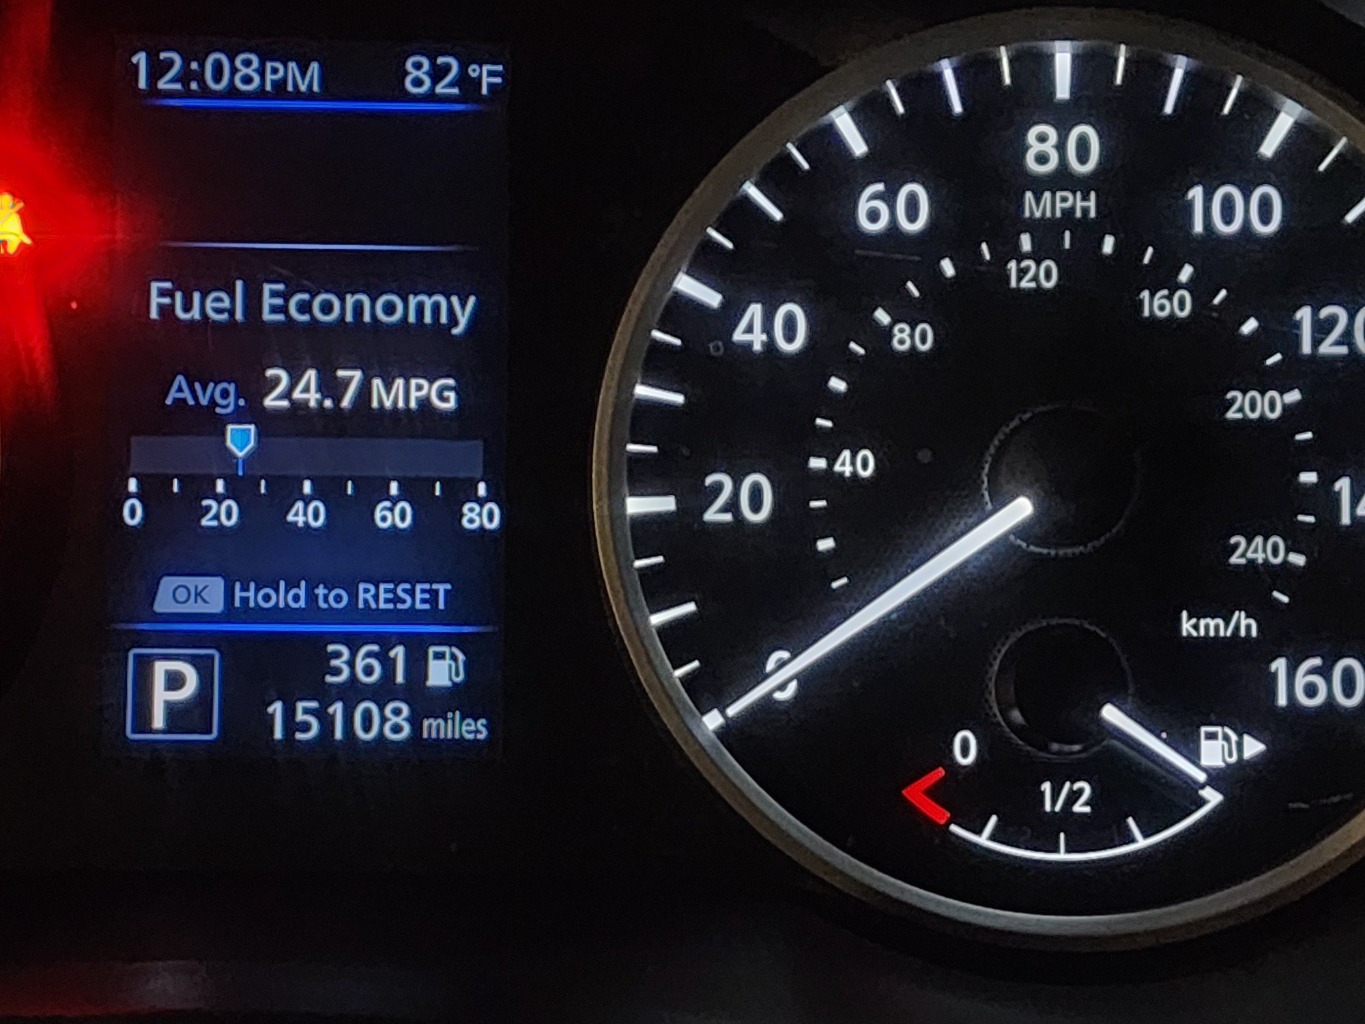 12:08PM 82°F
Fuel Economy
Avg. 24.7 MPG
0 20 40 60 80
OK Hold to RESET
P 361
15108 miles
80
MPH
60 100
40 120
20
0 160
120
80 160
40 200
240
km/h
0 1/2